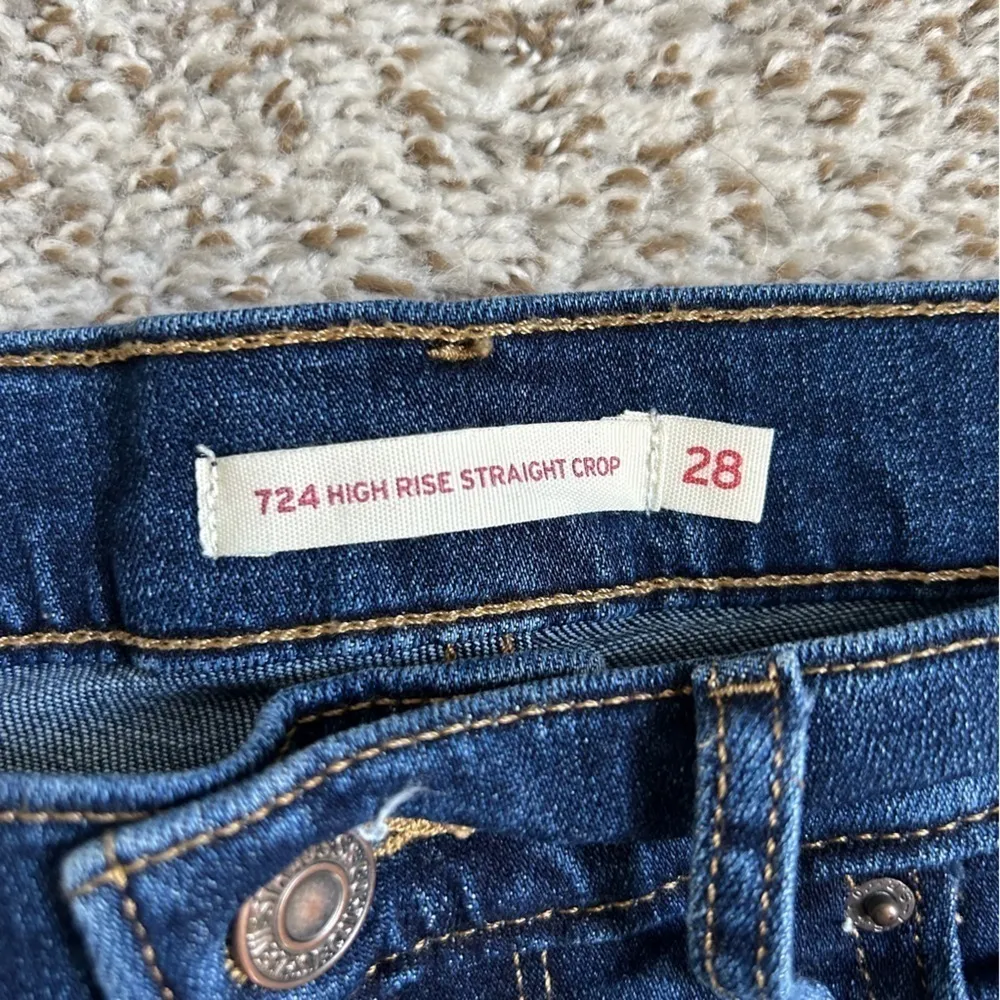 724 HIGH RISE STRAIGHT CROP 28